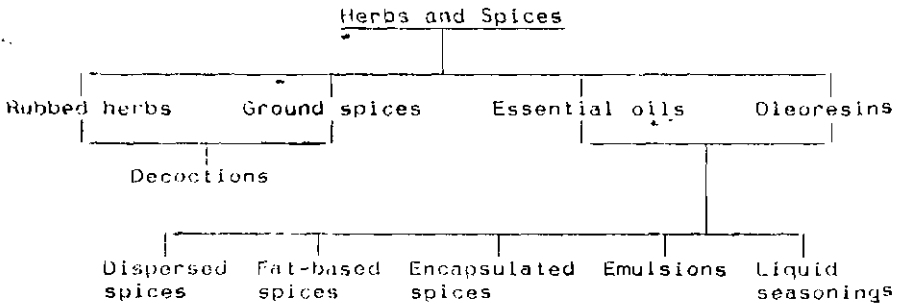 Herbs and Spices
Rubbed herbs Ground spices Essential oils Oleoresins
Decoctions
Dispersed Fat-based Encapsulated Emulsions Liquid
spices spices spices seasonings